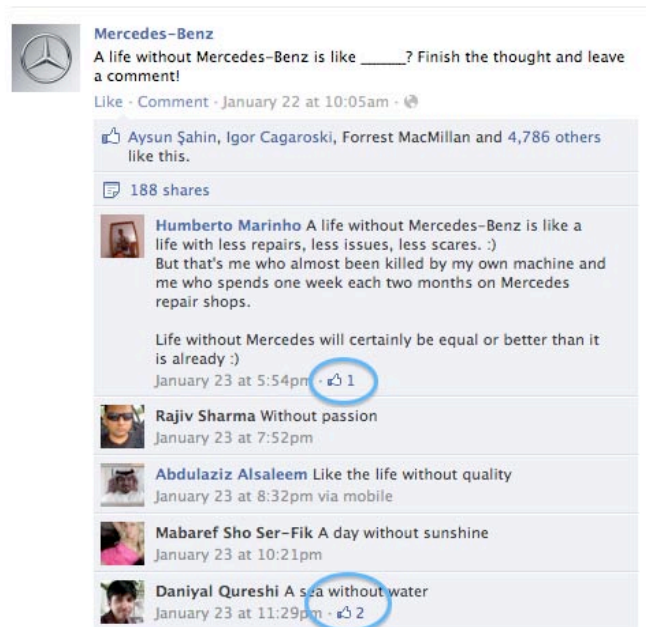 Mercedes-Benz
A life without Mercedes-Benz is like ______? Finish the thought and leave
a comment!
Like · Comment · January 22 at 10:05am ·
Aysun Şahin, Igor Cagaroski, Forrest MacMillan and 4,786 others
like this.
188 shares
Humberto Marinho A life without Mercedes-Benz is like a
life with less repairs, less issues, less scares. :)
But that's me who almost been killed by my own machine and
me who spends one week each two months on Mercedes
repair shops.
Life without Mercedes will certainly be equal or better than it
is already :)
January 23 at 5:54pm · 1
Rajiv Sharma Without passion
January 23 at 7:52pm
Abdulaziz Alsaleem Like the life without quality
January 23 at 8:32pm via mobile
Mabaref Sho Ser-Fik A day without sunshine
January 23 at 10:21pm
Daniyal Qureshi A sea without water
January 23 at 11:29pm · 2